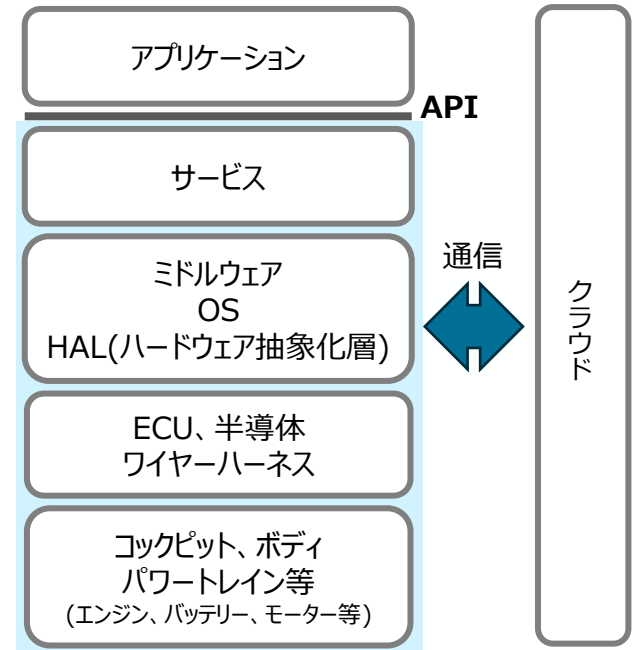 アプリケーション
API
サービス
ミドルウェア
OS
HAL(ハードウェア抽象化層)
通信
クラウド
ECU、半導体
ワイヤーハーネス
コックピット、ボディ
パワートレイン等
(エンジン、バッテリー、モーター等)